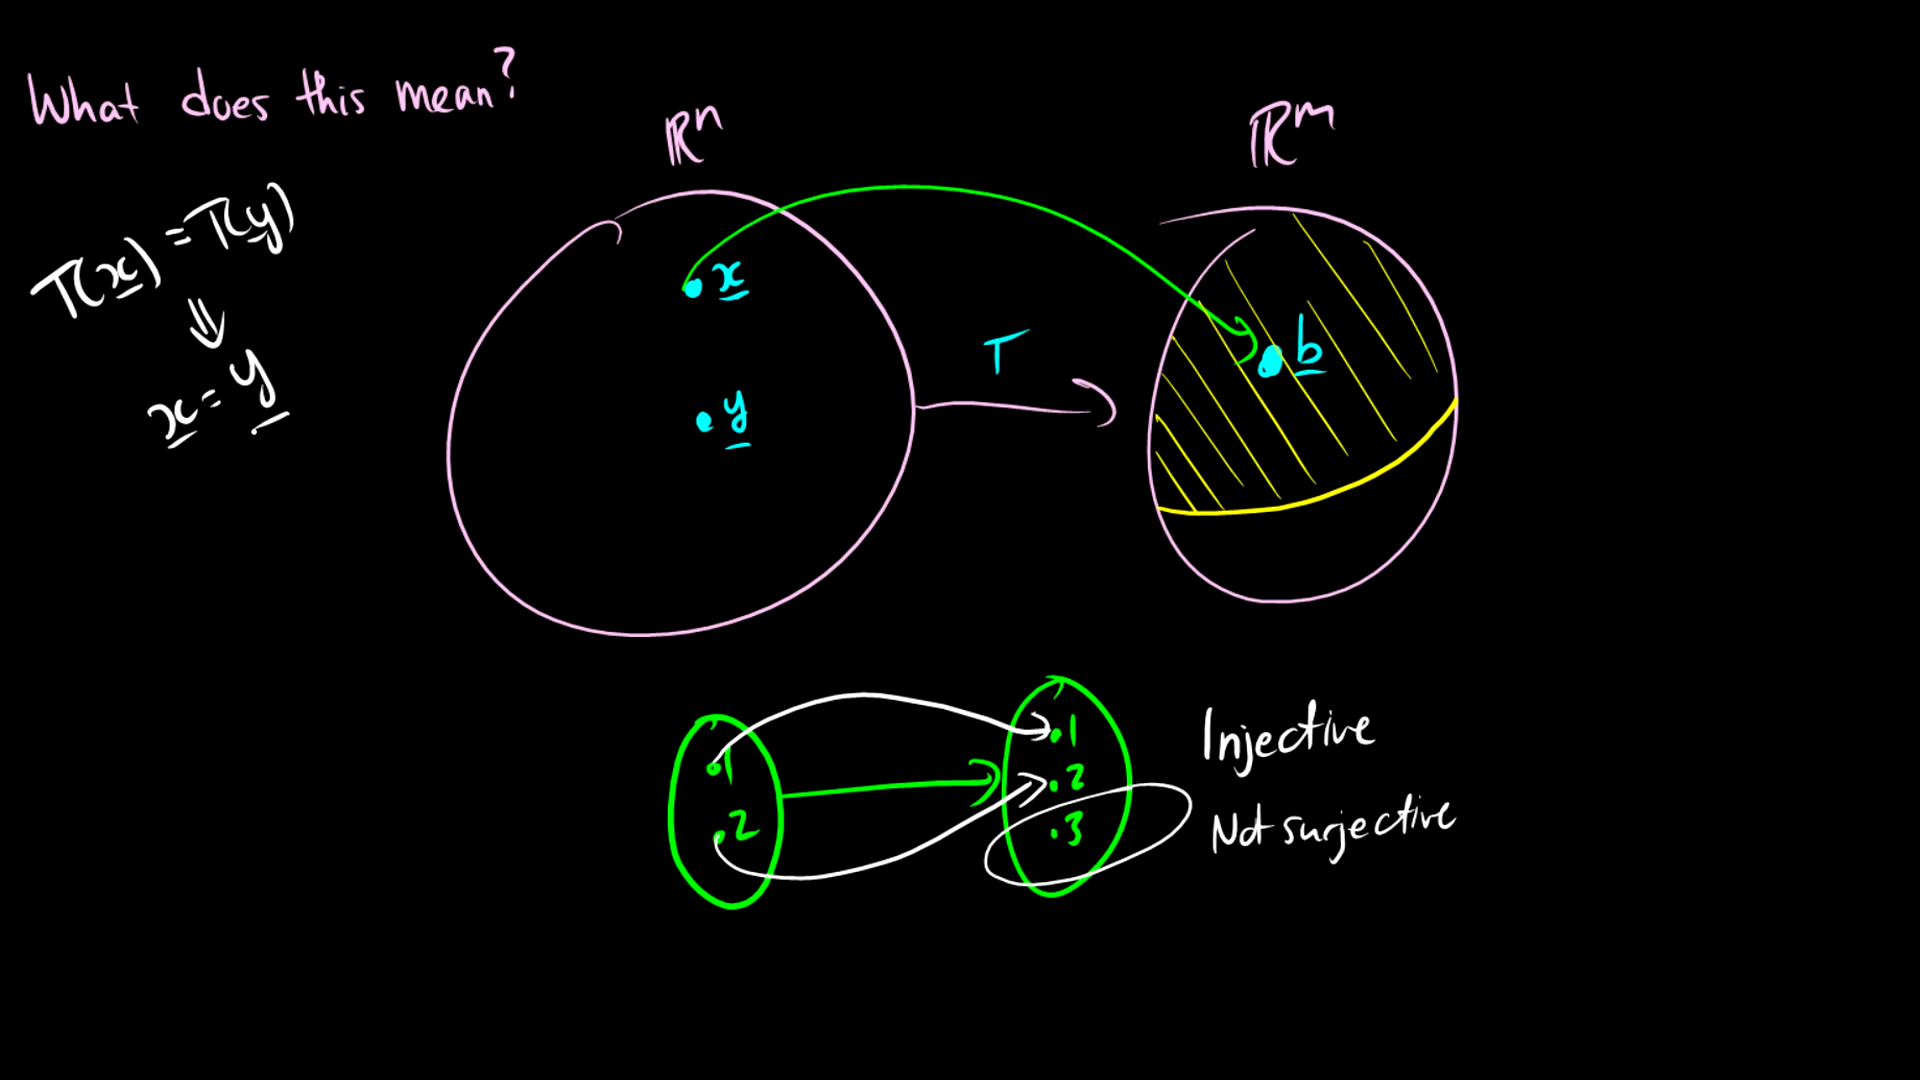 What does this mean?
ℝⁿ
ℝᵐ
T(x) = T(y)
⇓
x = y
x
y
T
b
1
2
1
2
3
Injective
Not surjective